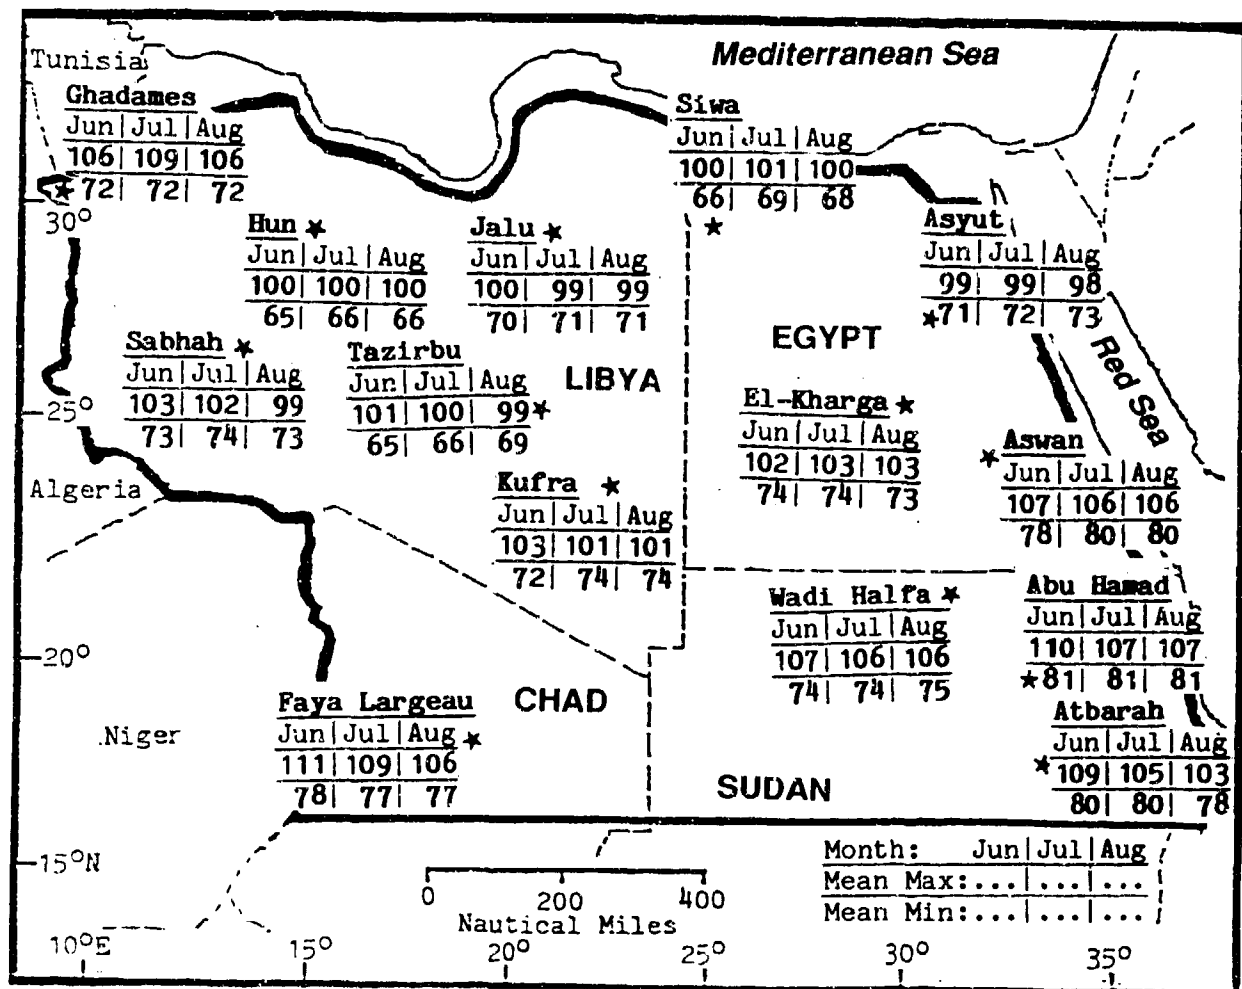 Mediterranean Sea
Tunisia
Ghadames
Jun|Jul|Aug
106|109|106
72| 72| 72
Siwa
Jun|Jul|Aug
100|101|100
66| 69| 68
30°
Hun
Jun|Jul|Aug
100|100|100
65| 66| 66
Jalu
Jun|Jul|Aug
100| 99| 99
70| 71| 71
Asyut
Jun|Jul|Aug
99| 99| 98
71| 72| 73
EGYPT
Red Sea
Sabhah
Jun|Jul|Aug
103|102| 99
73| 74| 73
Tazirbu
Jun|Jul|Aug
101|100| 99
65| 66| 69
LIBYA
25°
El-Kharga
Jun|Jul|Aug
102|103|103
74| 74| 73
Aswan
Jun|Jul|Aug
107|106|106
78| 80| 80
Algeria
Kufra
Jun|Jul|Aug
103|101|101
72| 74| 74
Wadi Halfa
Jun|Jul|Aug
107|106|106
74| 74| 75
Abu Hamad
Jun|Jul|Aug
110|107|107
81| 81| 81
20°
Faya Largeau
Jun|Jul|Aug
111|109|106
78| 77| 77
CHAD
Niger
Atbarah
Jun|Jul|Aug
109|105|103
80| 80| 78
SUDAN
15°N
Month: Jun|Jul|Aug
Mean Max:...|...|...
Mean Min:...|...|...
0 200 400
Nautical Miles
10°E 15° 20° 25° 30° 35°